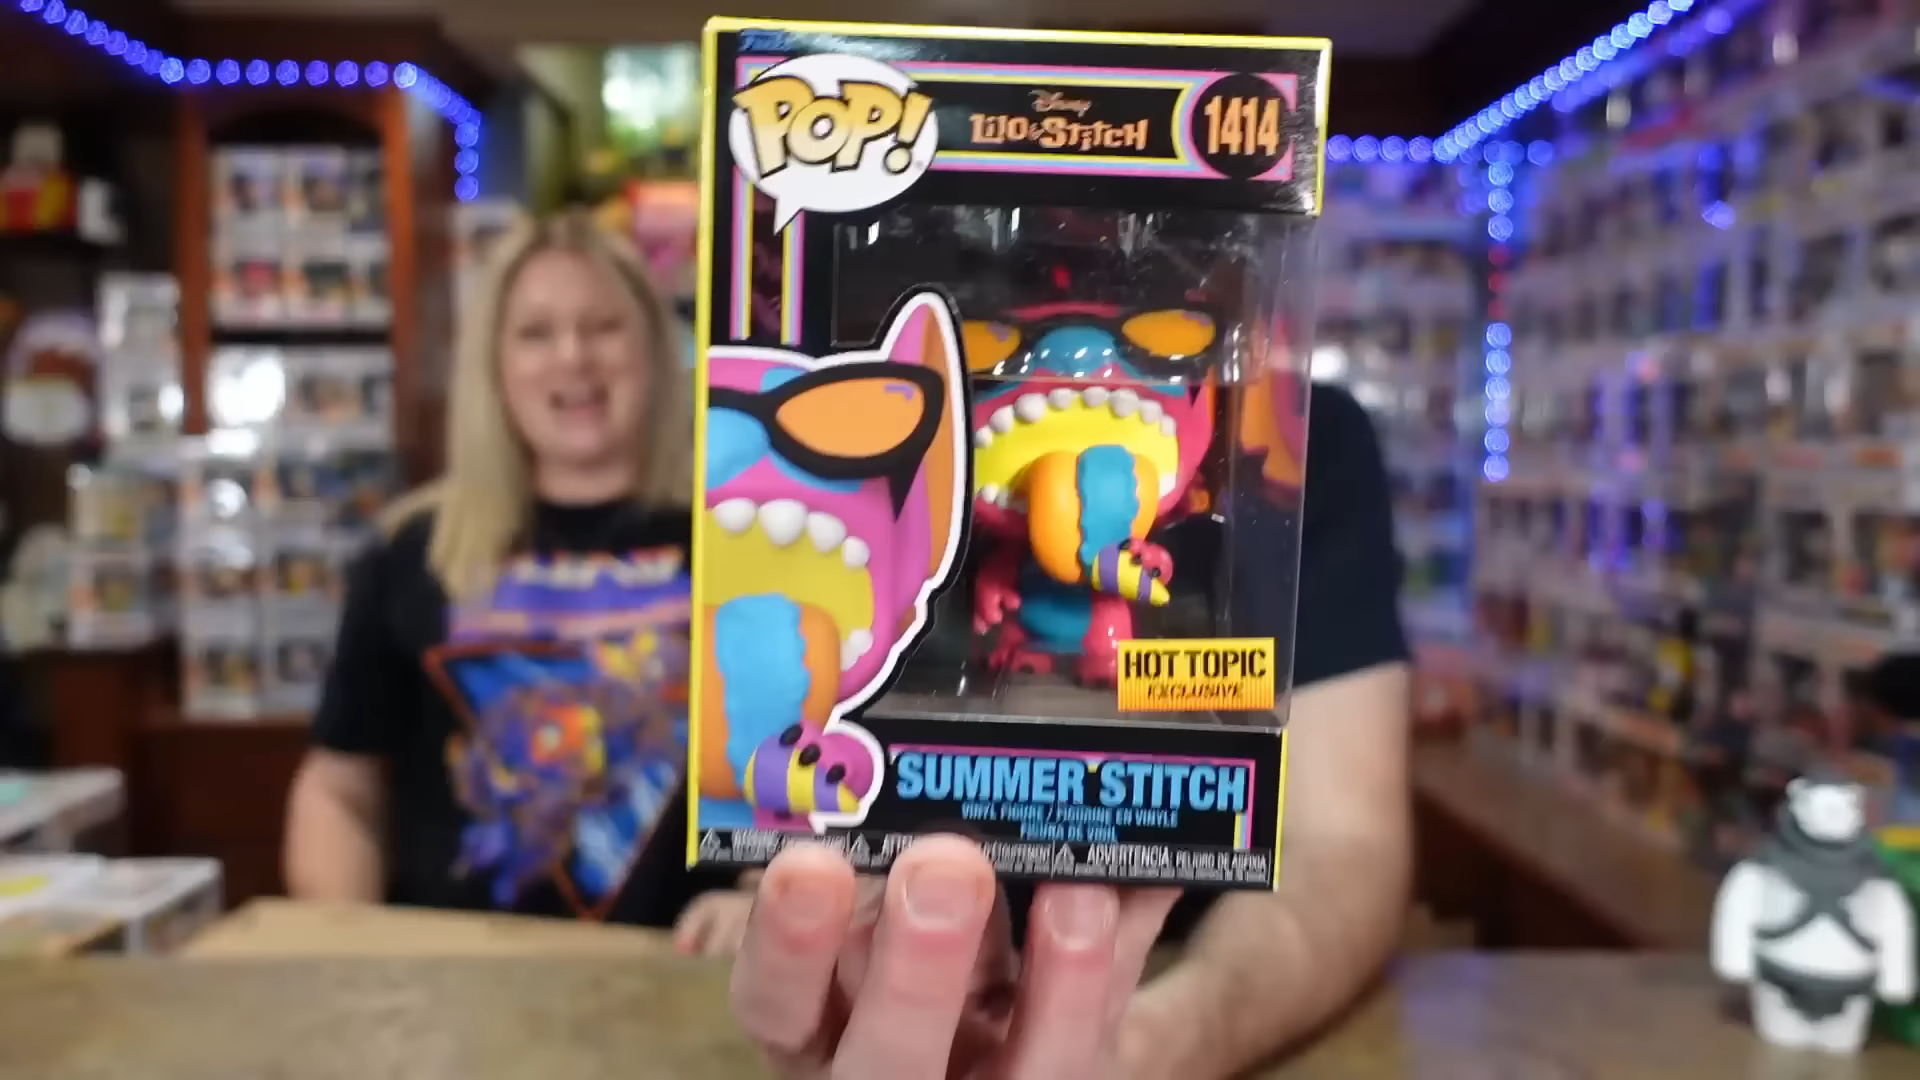 Funko
POP!
Disney
Lilo & Stitch
1414
HOT TOPIC
EXCLUSIVE
SUMMER STITCH
VINYL FIGURE / FIGURINE EN VINYLE
FIGURA DE VINIL
WARNING:
ADVERTENCIA: PELIGRO DE ASFIXIA